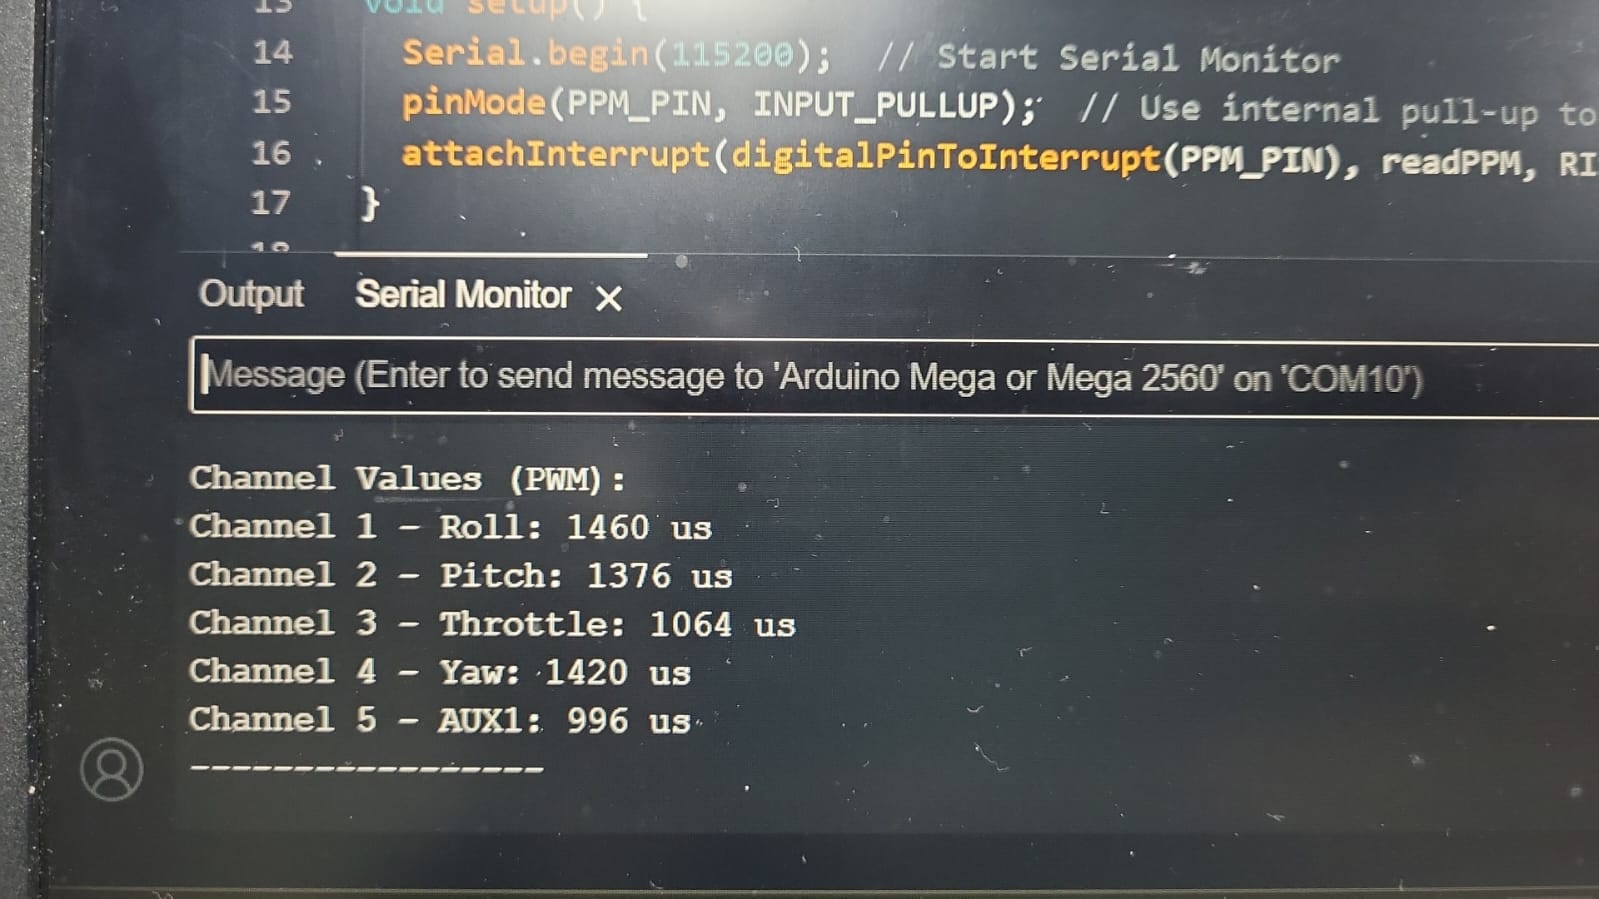 13 void setup() {
14 Serial.begin(115200); // Start Serial Monitor
15 pinMode(PPM_PIN, INPUT_PULLUP); // Use internal pull-up to
16 attachInterrupt(digitalPinToInterrupt(PPM_PIN), readPPM, RI
17 }
18
Output Serial Monitor ×
Message (Enter to send message to 'Arduino Mega or Mega 2560' on 'COM10')
Channel Values (PWM):
Channel 1 - Roll: 1460 us
Channel 2 - Pitch: 1376 us
Channel 3 - Throttle: 1064 us
Channel 4 - Yaw: 1420 us
Channel 5 - AUX1: 996 us
-----------------